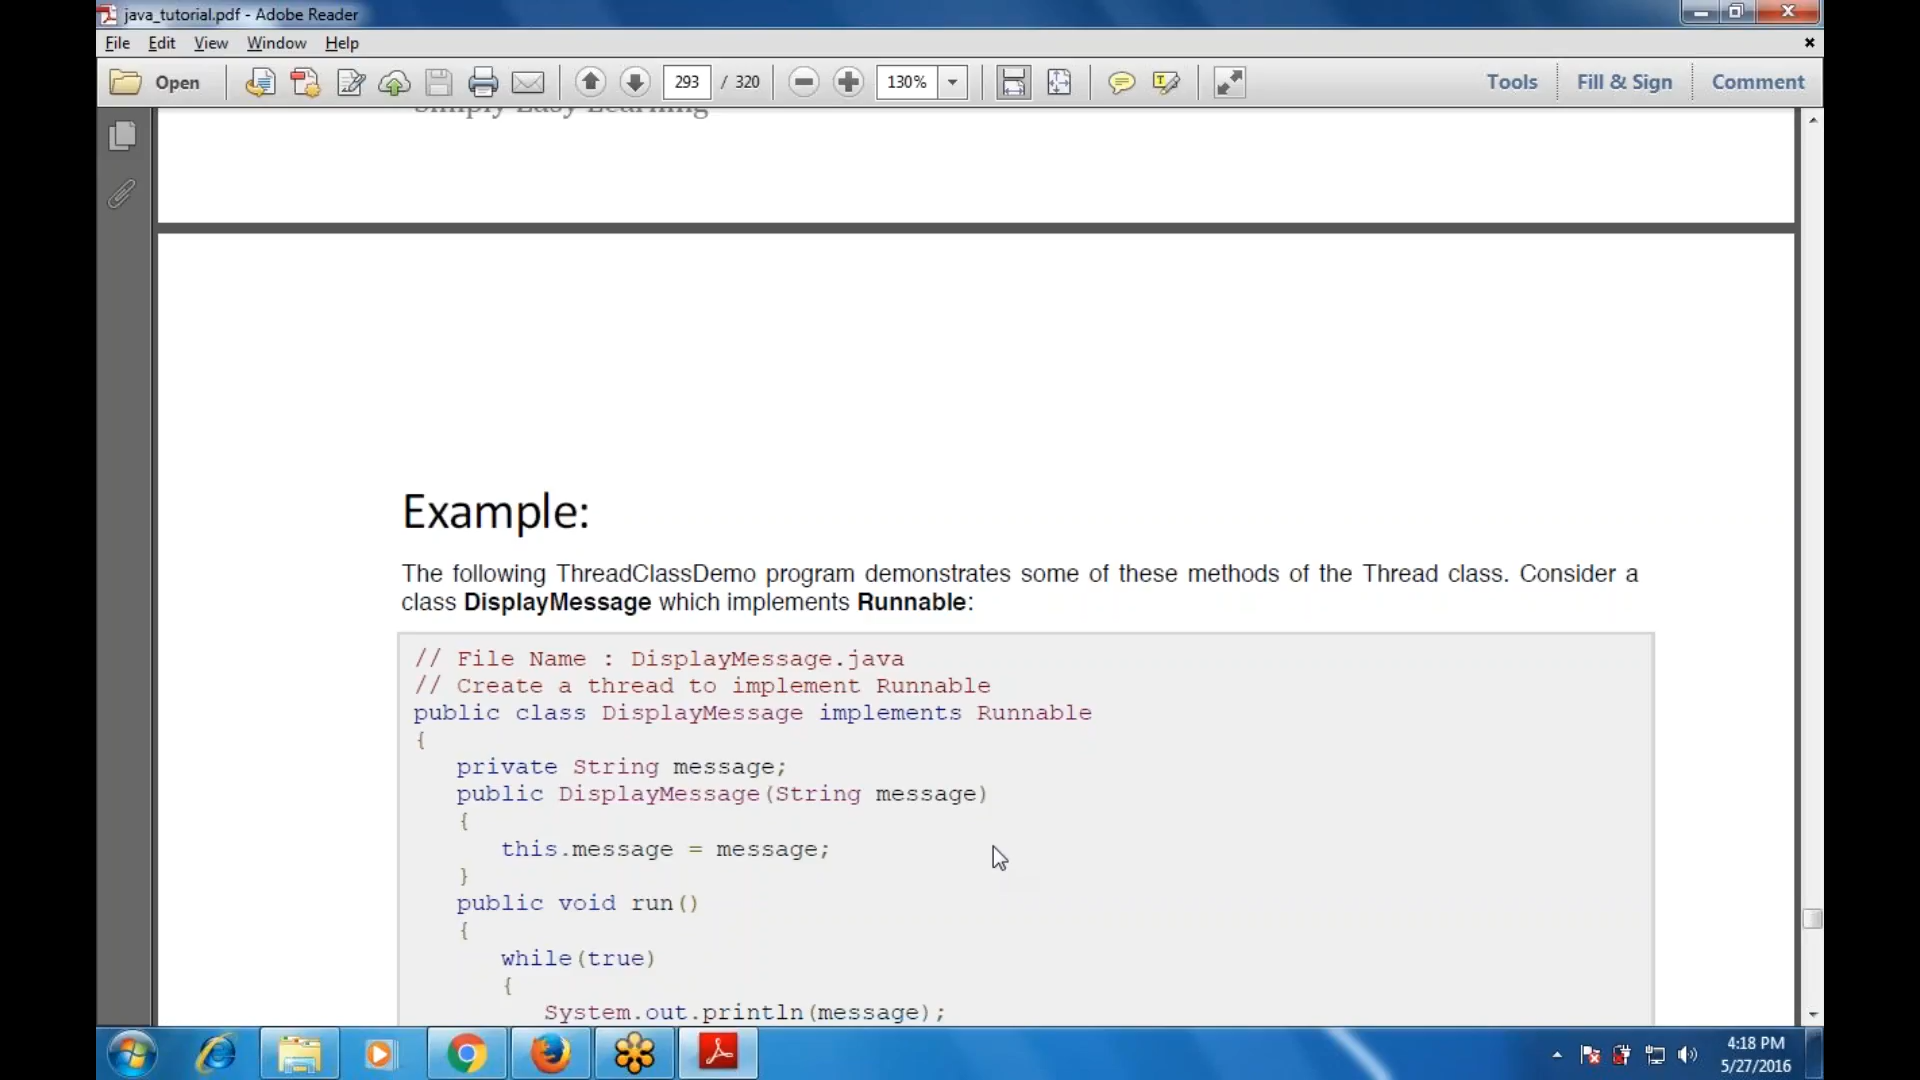 java_tutorial.pdf - Adobe Reader
File Edit View Window Help
Open 293 / 320 130% Tools Fill & Sign Comment
Simply Easy Learning
Example:
The following ThreadClassDemo program demonstrates some of these methods of the Thread class. Consider a
class DisplayMessage which implements Runnable:
// File Name : DisplayMessage.java
// Create a thread to implement Runnable
public class DisplayMessage implements Runnable
{
private String message;
public DisplayMessage(String message)
{
this.message = message;
}
public void run()
{
while(true)
{
System.out.println(message);
4:18 PM
5/27/2016